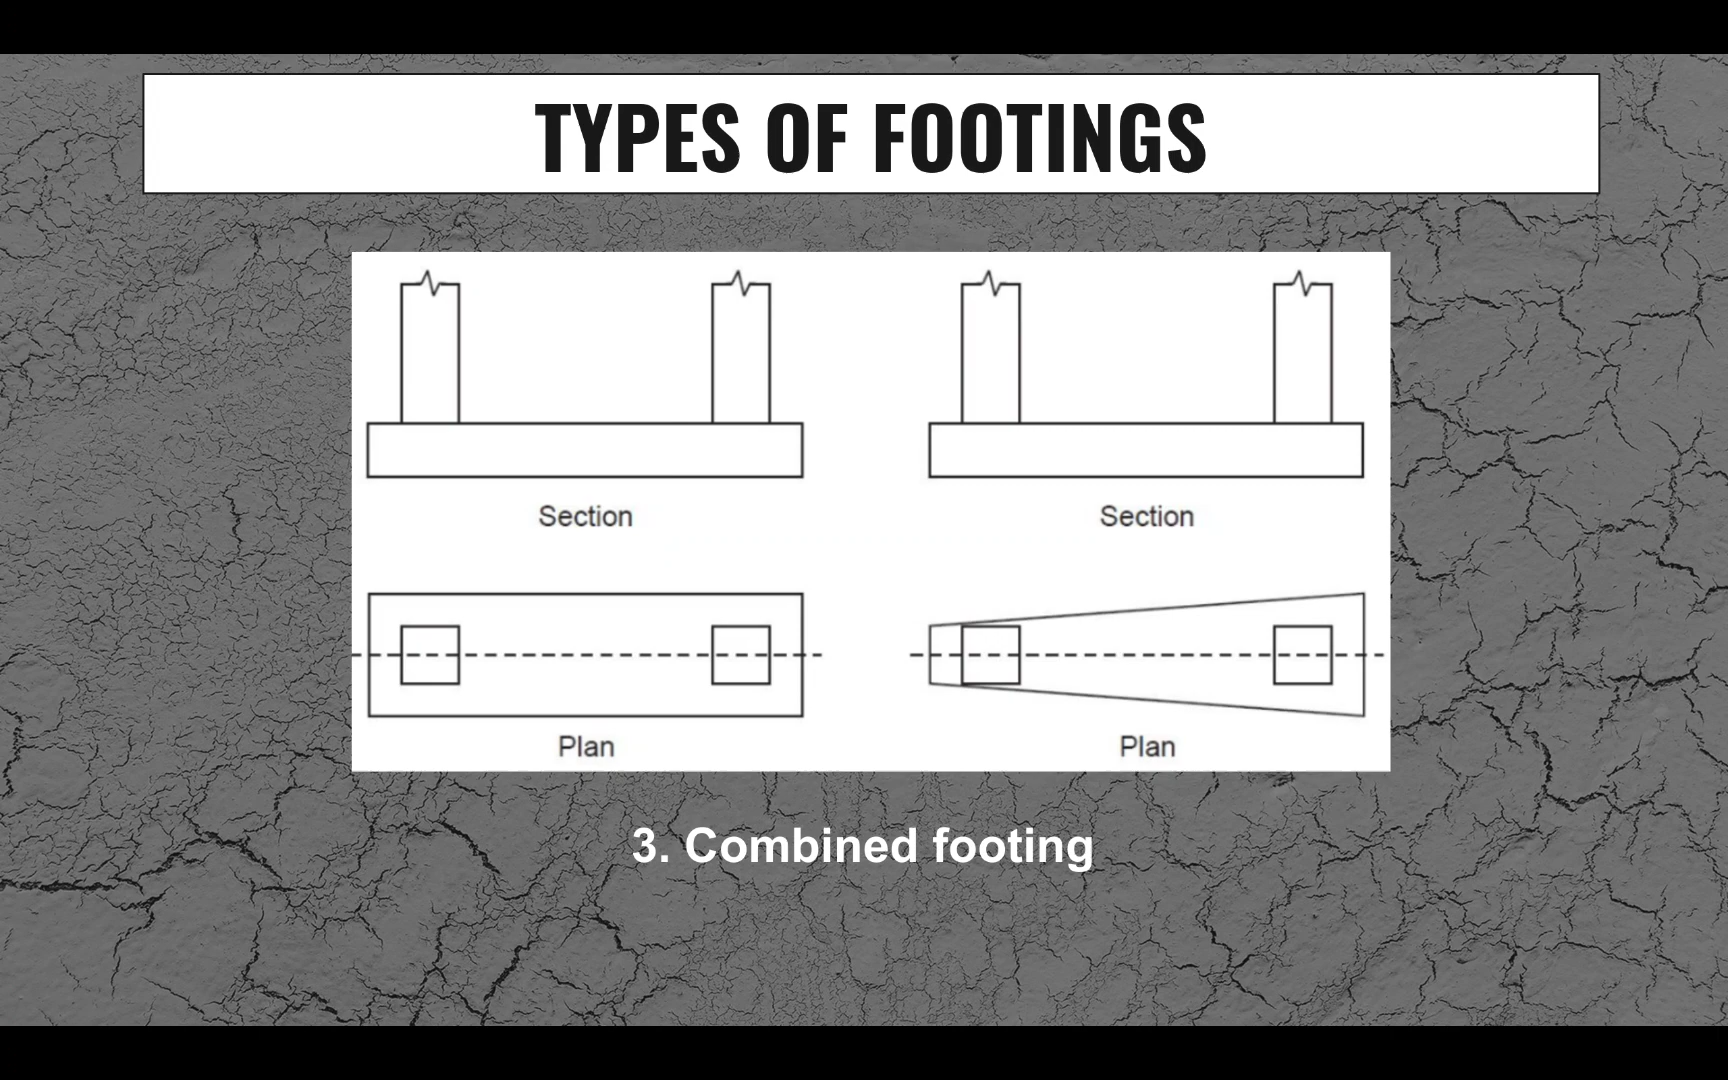 TYPES OF FOOTINGS
Section
Section
Plan
Plan
3. Combined footing